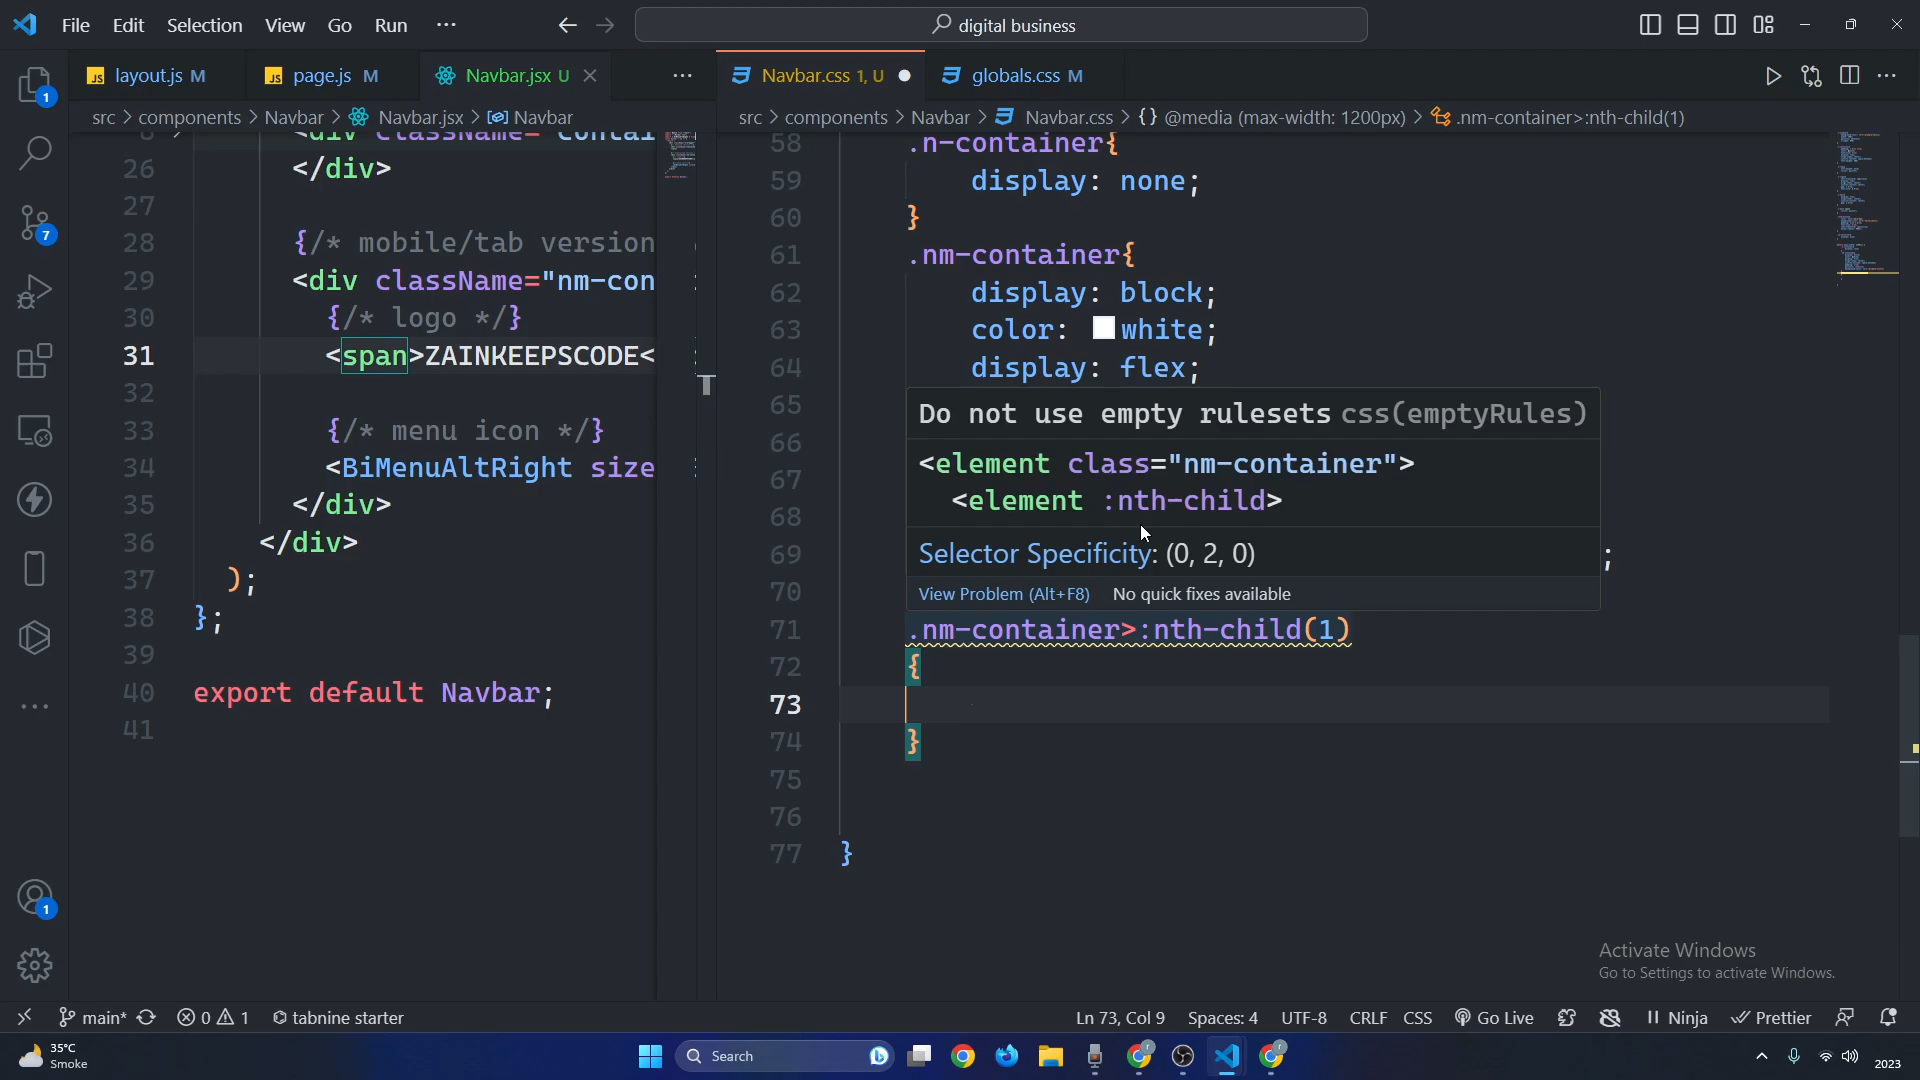 File Edit Selection View Go Run ···
digital business
layout.js M
page.js M
Navbar.jsx U
Navbar.css 1, U
globals.css M
src > components > Navbar > Navbar.jsx > Navbar
src > components > Navbar > Navbar.css > {} @media (max-width: 1200px) > .nm-container>:nth-child(1)
26 </div>
27
28 {/* mobile/tab version
29 <div className="nm-con
30 {/* logo */}
31 <span>ZAINKEEPSCODE<
32
33 {/* menu icon */}
34 <BiMenuAltRight size
35 </div>
36 </div>
37 );
38 };
39
40 export default Navbar;
41
58 .n-container{
59 display: none;
60 }
61 .nm-container{
62 display: block;
63 color: white;
64 display: flex;
65
66
67
68
69 ;
70
71 .nm-container>:nth-child(1)
72 {
73
74 }
75
76
77 }
Do not use empty rulesets css(emptyRules)
<element class="nm-container">
<element :nth-child>
Selector Specificity: (0, 2, 0)
View Problem (Alt+F8) No quick fixes available
1
7
1
Activate Windows
Go to Settings to activate Windows.
main* 0 1 tabnine starter
Ln 73, Col 9 Spaces: 4 UTF-8 CRLF CSS Go Live Ninja Prettier
35°C
Smoke
Search
2023